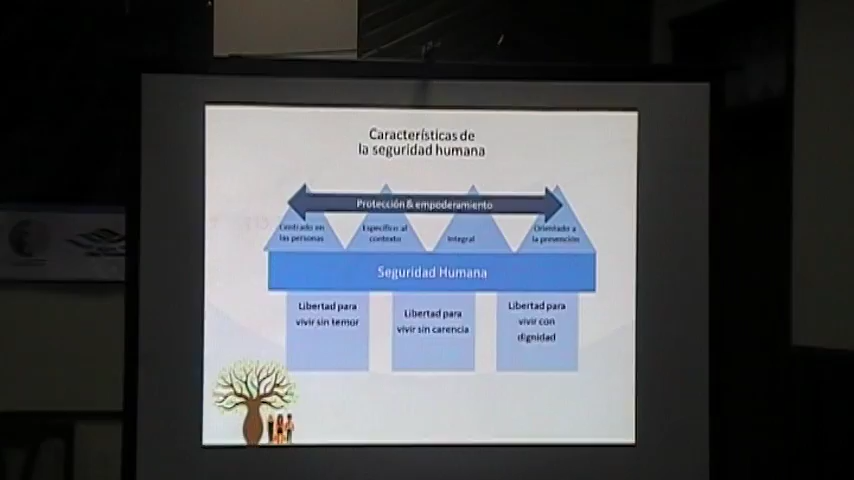 Características de
la seguridad humana
Protección & empoderamiento
Centrado en
las personas
Específico al
contexto
Integral
Orientado a
la prevención
Seguridad Humana
Libertad para
vivir sin temor
Libertad para
vivir sin carencia
Libertad para
vivir con
dignidad